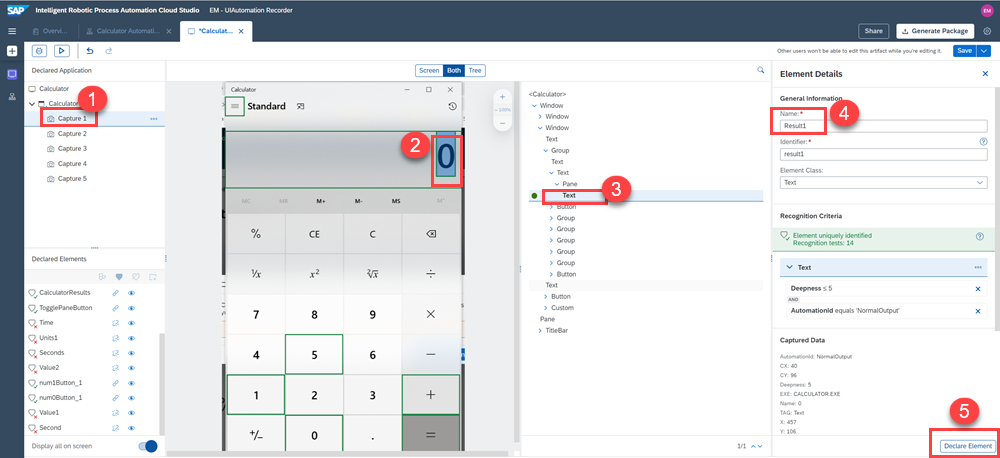 SAP Intelligent Robotic Process Automation Cloud Studio EM - UIAutomation Recorder EM
Overvi... Calculator Automati... *Calculat... Share Generate Package
Other users won't be able to edit this artifact while you're editing it. Save
Declared Application
Calculator
Calculator
Capture 1
Capture 2
Capture 3
Capture 4
Capture 5
1
Declared Elements
CalculatorResults
TogglePaneButton
Time
Units1
Seconds
Value2
num1Button_1
num0Button_1
Value1
Second
Display all on screen
Screen Both Tree
Calculator
Standard
2
0
MC MR M+ M- MS M˅
% CE C
¹/x x² ²√x ÷
7 8 9 ×
4 5 6 −
1 2 3 +
+/− 0 . =
+
−
<Calculator>
Window
Window
Window
Text
Group
Text
Text
Pane
Text
3
Button
Group
Group
Group
Group
Group
Button
Text
Button
Custom
Pane
TitleBar
1/1
Element Details
General Information
Name:*
Result1
4
Identifier:*
result1
Element Class:
Text
Recognition Criteria
Element uniquely identified
Recognition tests: 14
Text
Deepness ≤ 5
AND
AutomationId equals 'NormalOutput'
Captured Data
AutomationId: NormalOutput
CX: 40
CY: 96
Deepness: 5
EXE: CALCULATOR.EXE
Name: 0
TAG: Text
X: 457
Y: 106
5
Declare Element